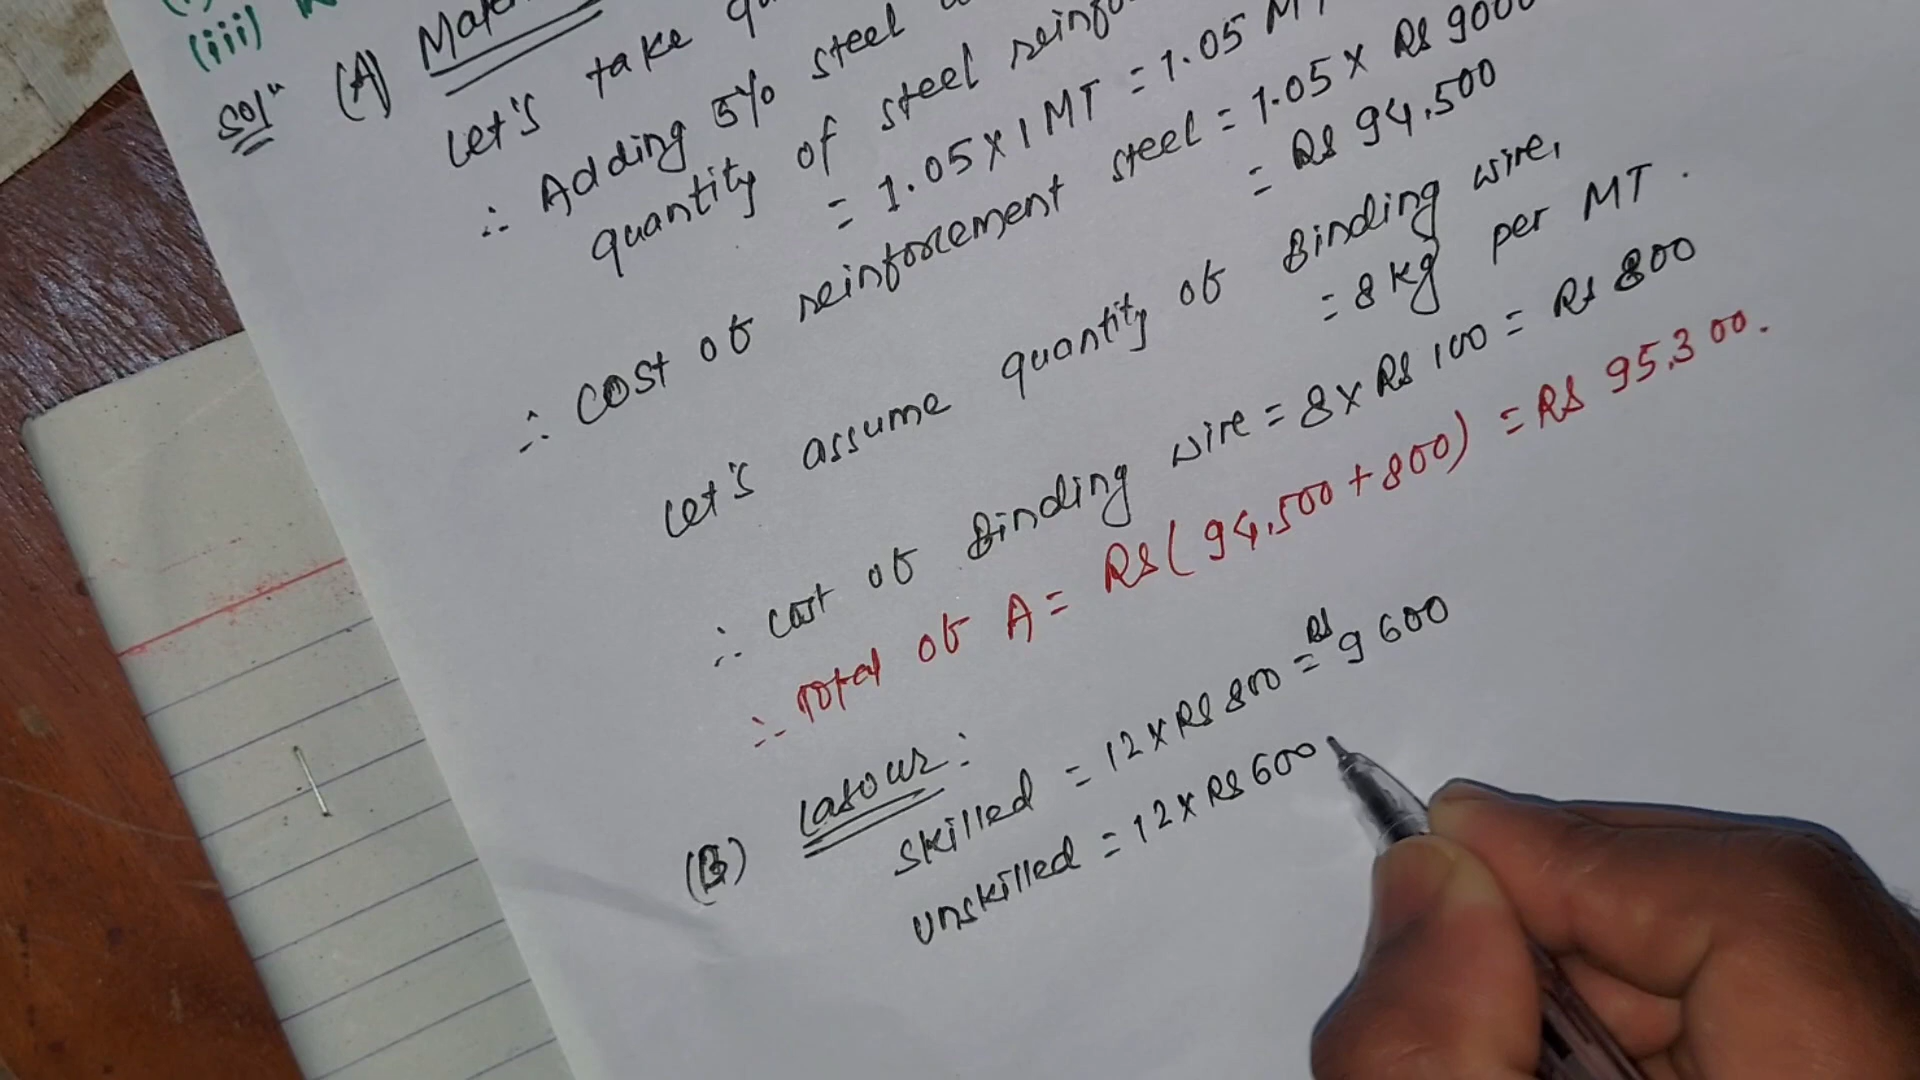 (iii)
Sol" (A)
Let's take
∴ Adding 5% steel
quantity of steel
= 1.05 x 1 MT = 1.05
∴ Cost of reinforcement steel = 1.05 x Rs
= Rs 94,500
Let's assume quantity of Binding wire,
= 8 kg per MT.
∴ Cost of Binding wire = 8 x Rs 100 = Rs 800
∴ Total of A = Rs (94,500 + 800) = Rs 95,300.
(B) Labour :
Skilled = 12 x Rs 800 = Rs 9600
Unskilled = 12 x Rs 600